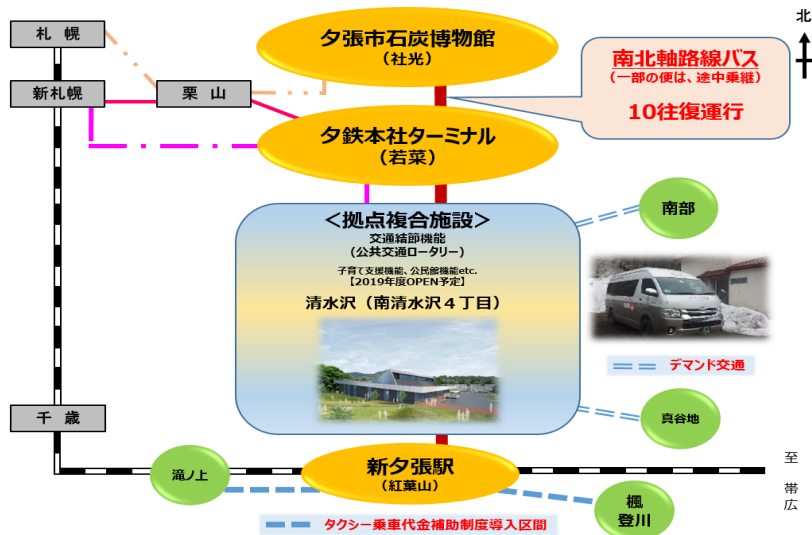 札 幌
夕張市石炭博物館
（社光）
北
南北軸路線バス
（一部の便は、途中乗継）
10往復運行
新札幌
栗 山
夕鉄本社ターミナル
（若菜）
＜拠点複合施設＞
交通結節機能
（公共交通ロータリー）
子育て支援機能、公民館機能etc.
【2019年度OPEN予定】
清水沢（南清水沢４丁目）
南部
デマンド交通
千 歳
真谷地
滝ノ上
新夕張駅
（紅葉山）
至 帯広
楓
登川
タクシー乗車代金補助制度導入区間